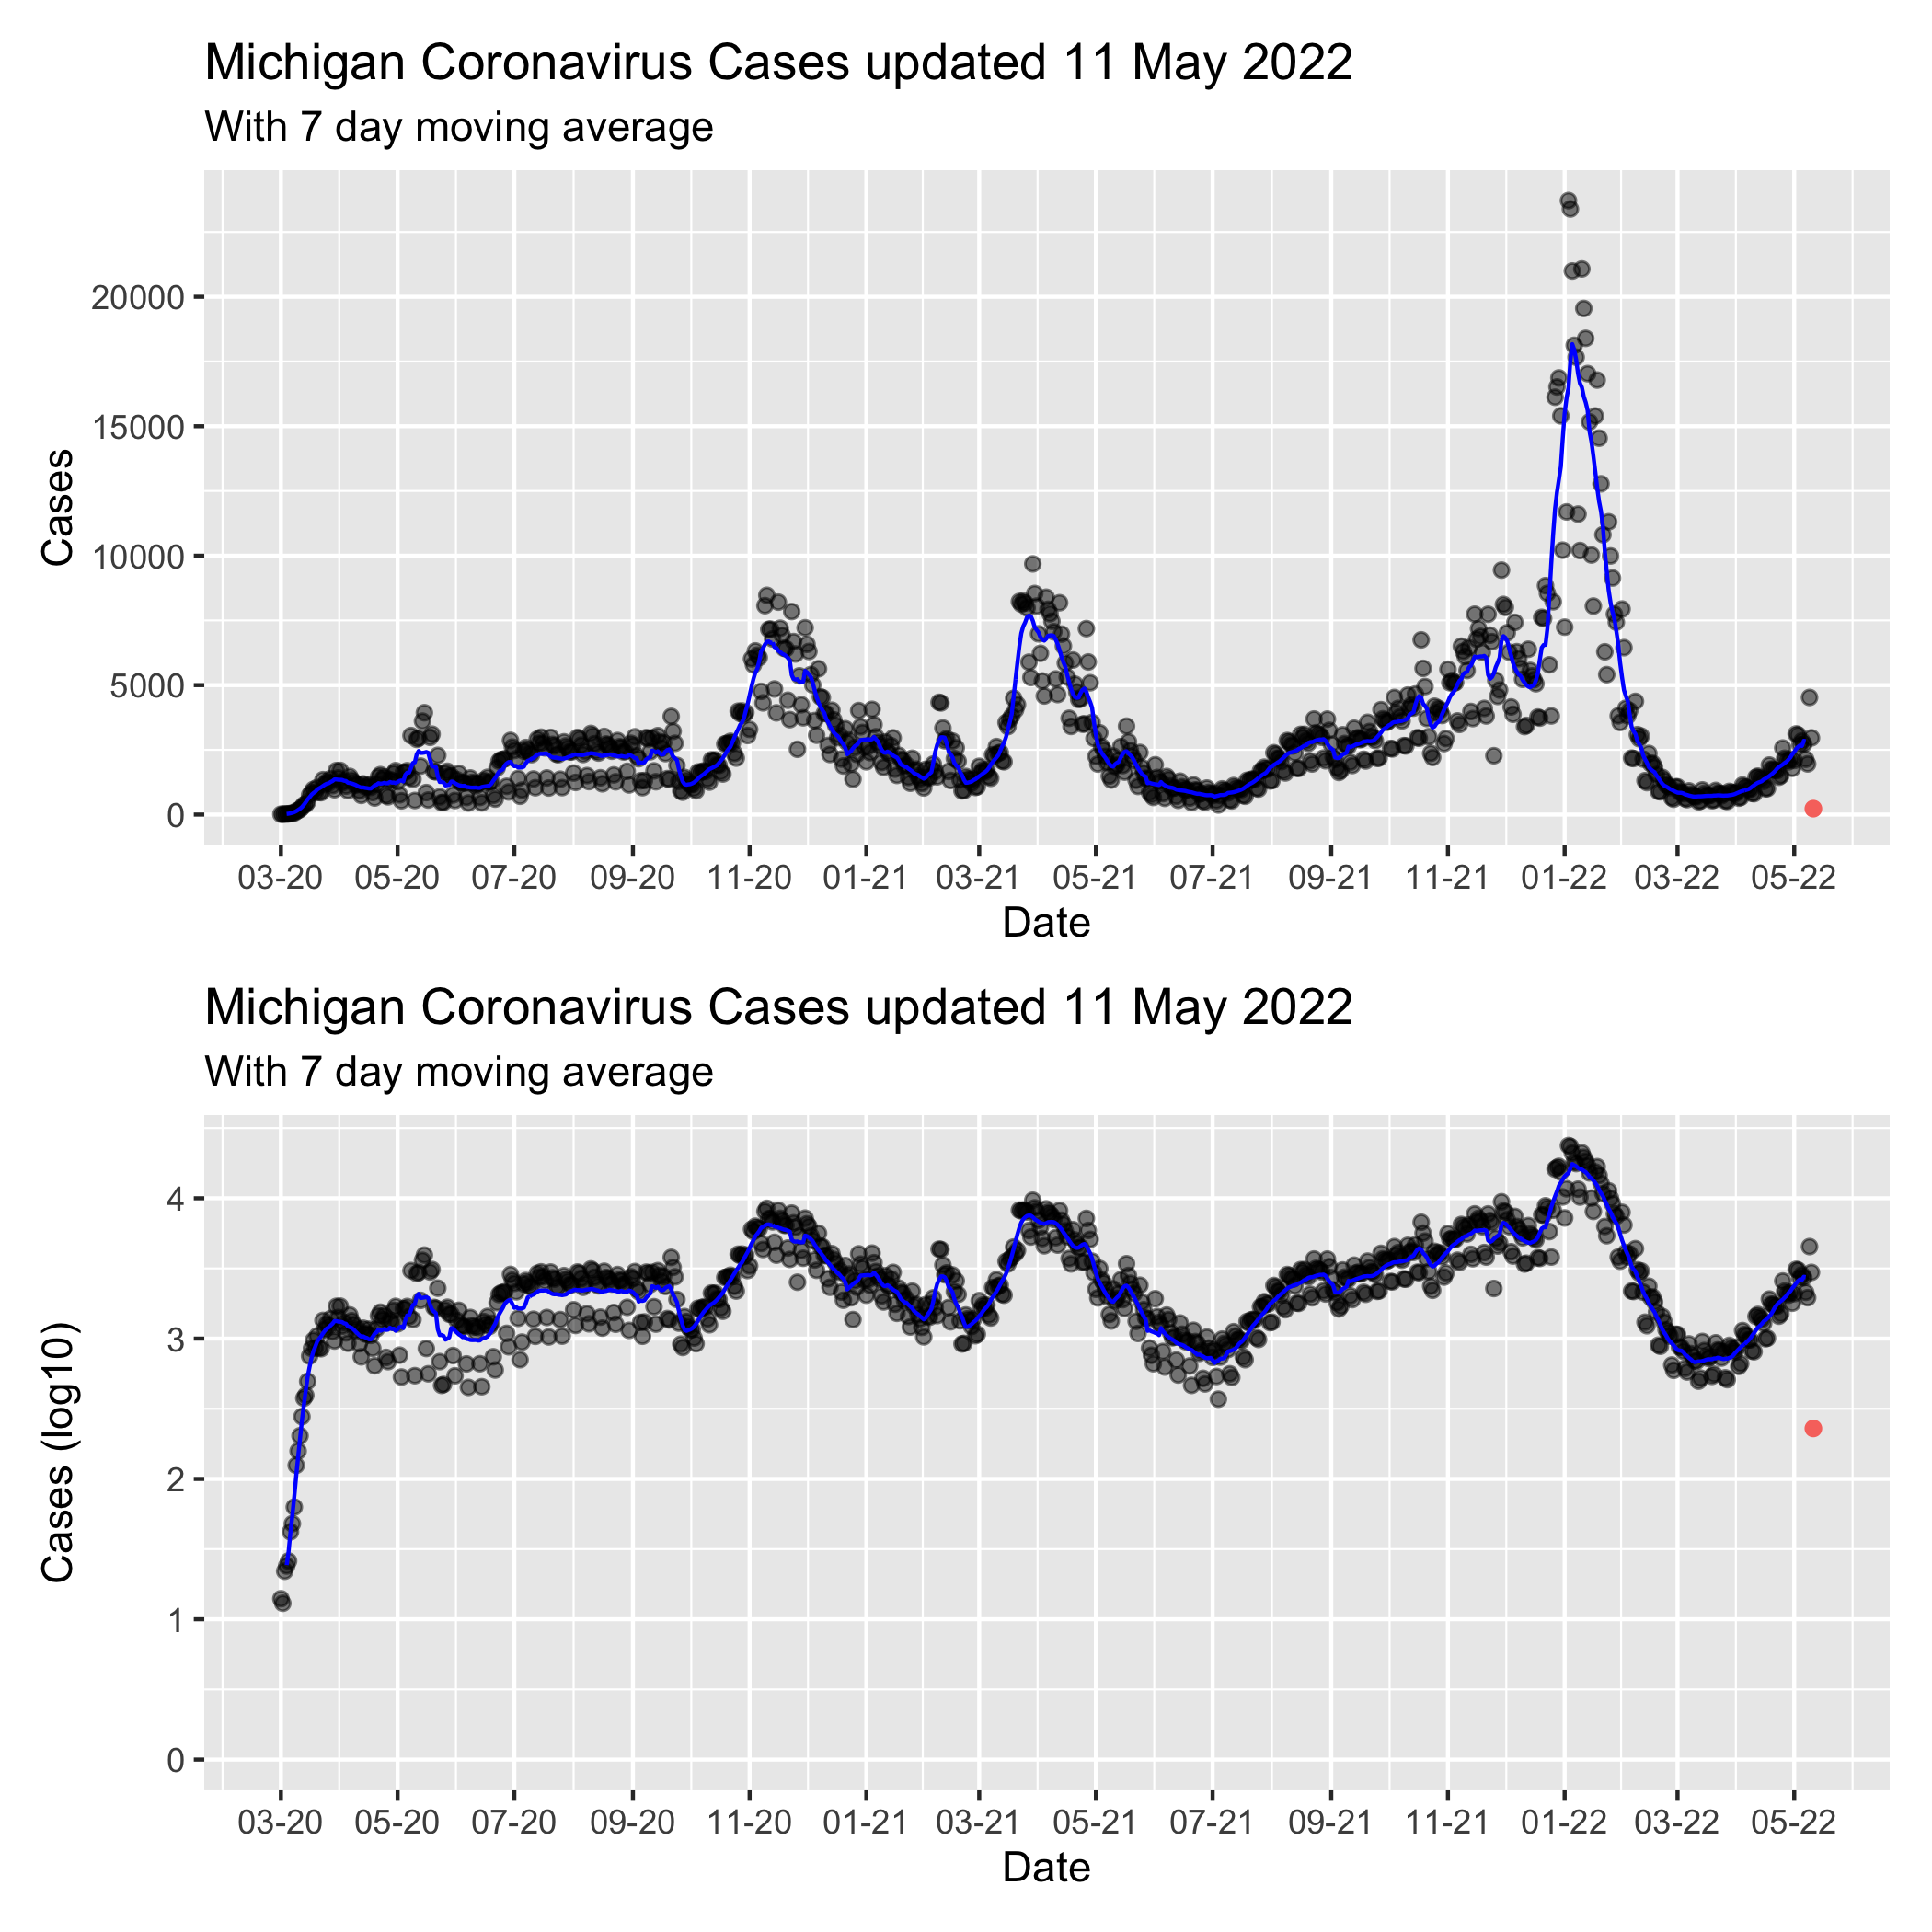 Michigan Coronavirus Cases updated 11 May 2022
With 7 day moving average
Cases
20000
15000
10000
5000
0
03-20 05-20 07-20 09-20 11-20 01-21 03-21 05-21 07-21 09-21 11-21 01-22 03-22 05-22
Date
Michigan Coronavirus Cases updated 11 May 2022
With 7 day moving average
Cases (log10)
4
3
2
1
0
03-20 05-20 07-20 09-20 11-20 01-21 03-21 05-21 07-21 09-21 11-21 01-22 03-22 05-22
Date